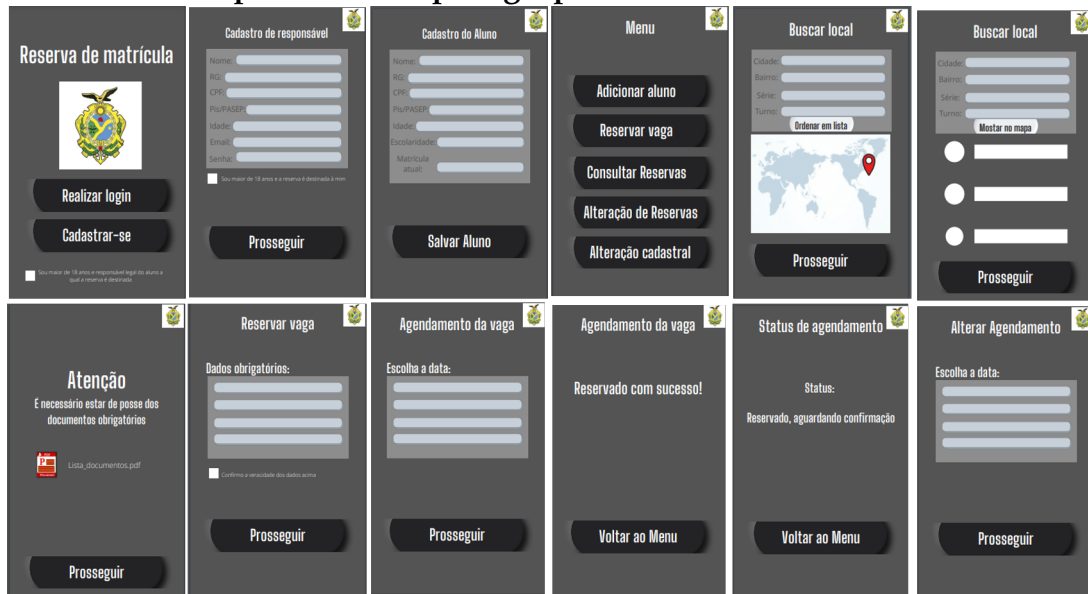 Reserva de matrícula
Realizar login
Cadastrar-se
Sou maior de 18 anos e responsável legal do aluno a
qual a reserva é destinada
Cadastro de responsável
Nome:
RG:
CPF:
Pis/PASEP:
Idade:
Email:
Senha:
Sou maior de 18 anos e a reserva é destinada à mim
Prosseguir
Cadastro do Aluno
Nome:
RG:
CPF:
Pis/PASEP:
Idade:
Escolaridade:
Matrícula
atual:
Salvar Aluno
Menu
Adicionar aluno
Reservar vaga
Consultar Reservas
Alteração de Reservas
Alteração cadastral
Buscar local
Cidade:
Bairro:
Série:
Turno:
Ordenar em lista
Prosseguir
Buscar local
Cidade:
Bairro:
Série:
Turno:
Mostar no mapa
Prosseguir
Atenção
É necessário estar de posse dos
documentos obrigatórios
Lista_documentos.pdf
Prosseguir
Reservar vaga
Dados obrigatórios:
Confirmo a veracidade dos dados acima
Prosseguir
Agendamento da vaga
Escolha a data:
Prosseguir
Agendamento da vaga
Reservado com sucesso!
Voltar ao Menu
Status de agendamento
Status:
Reservado, aguardando confirmação
Voltar ao Menu
Alterar Agendamento
Escolha a data:
Prosseguir